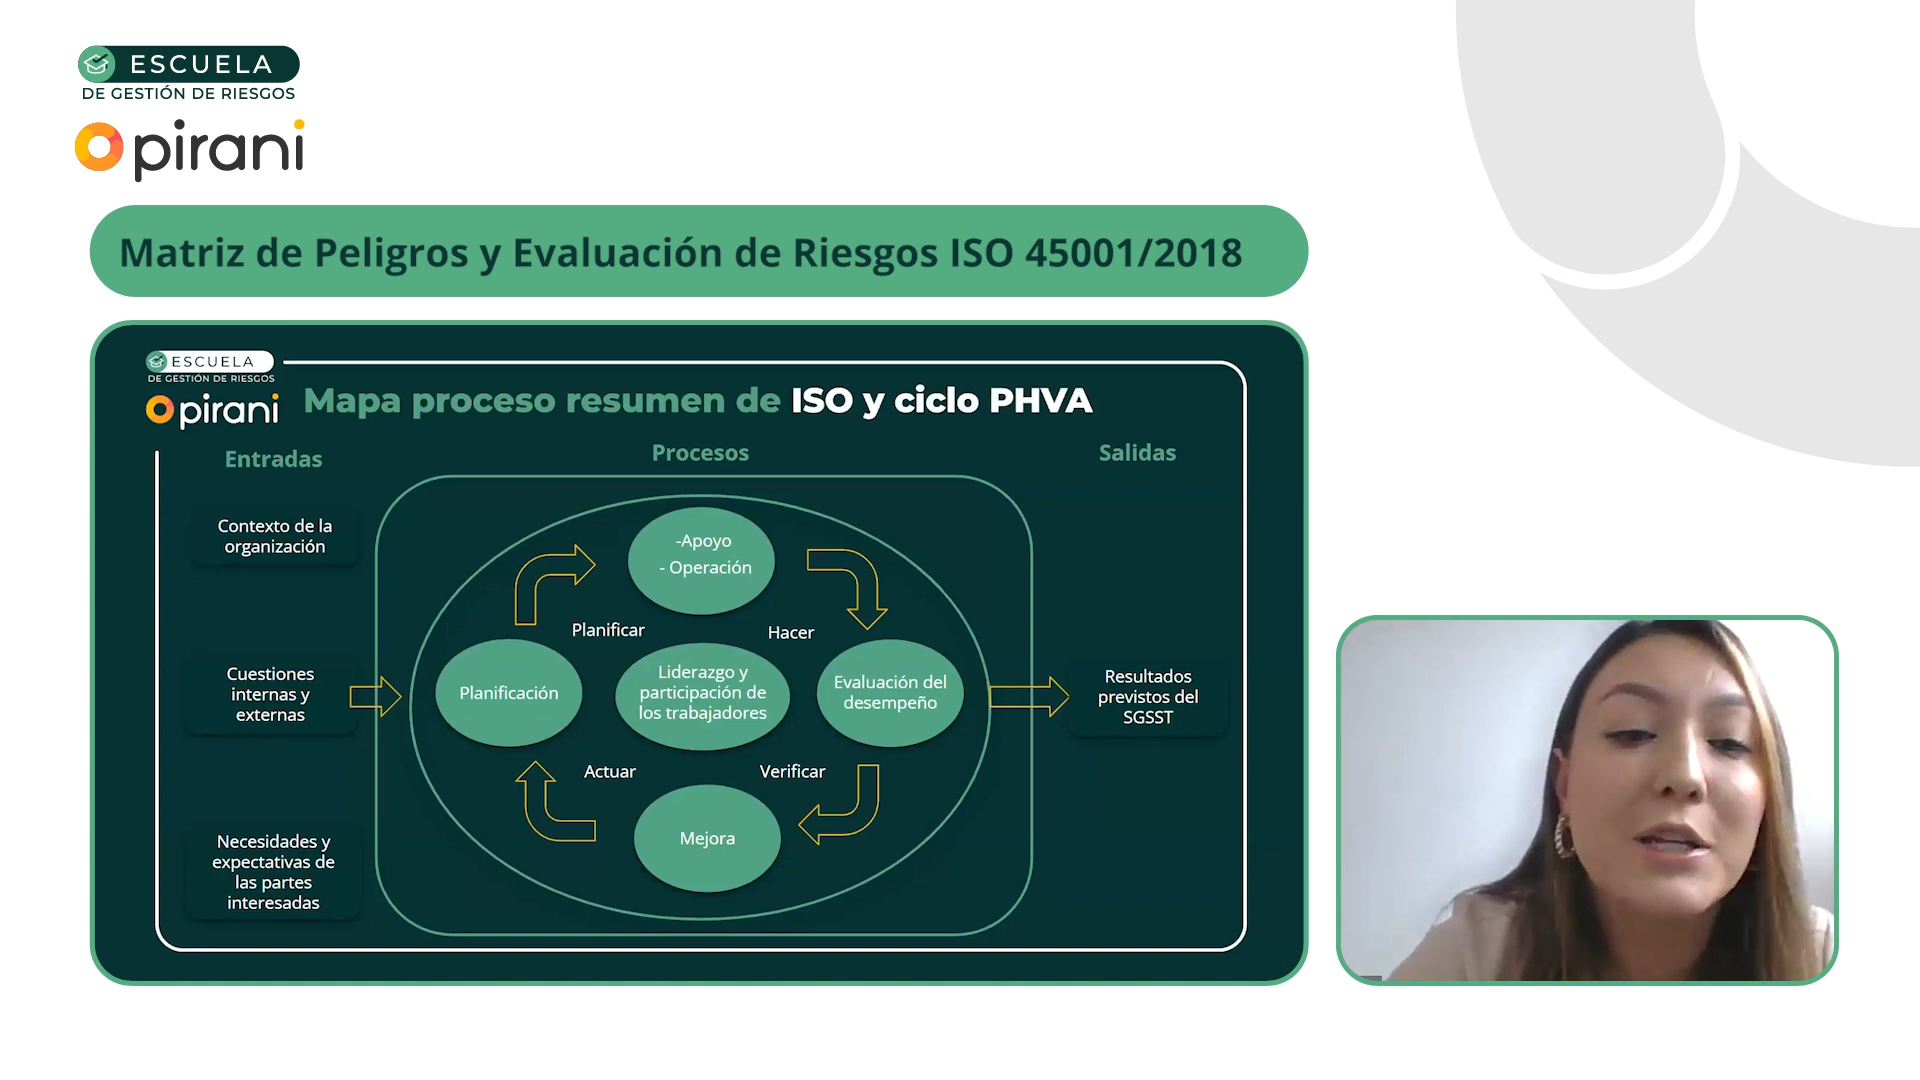 ESCUELA
DE GESTIÓN DE RIESGOS
pirani
Matriz de Peligros y Evaluación de Riesgos ISO 45001/2018
ESCUELA
DE GESTIÓN DE RIESGOS
pirani
Mapa proceso resumen de ISO y ciclo PHVA
Entradas
Procesos
Salidas
Contexto de la
organización
Cuestiones
internas y
externas
Necesidades y
expectativas de
las partes
interesadas
-Apoyo
- Operación
Planificar
Hacer
Planificación
Liderazgo y
participación de
los trabajadores
Evaluación del
desempeño
Actuar
Verificar
Mejora
Resultados
previstos del
SGSST